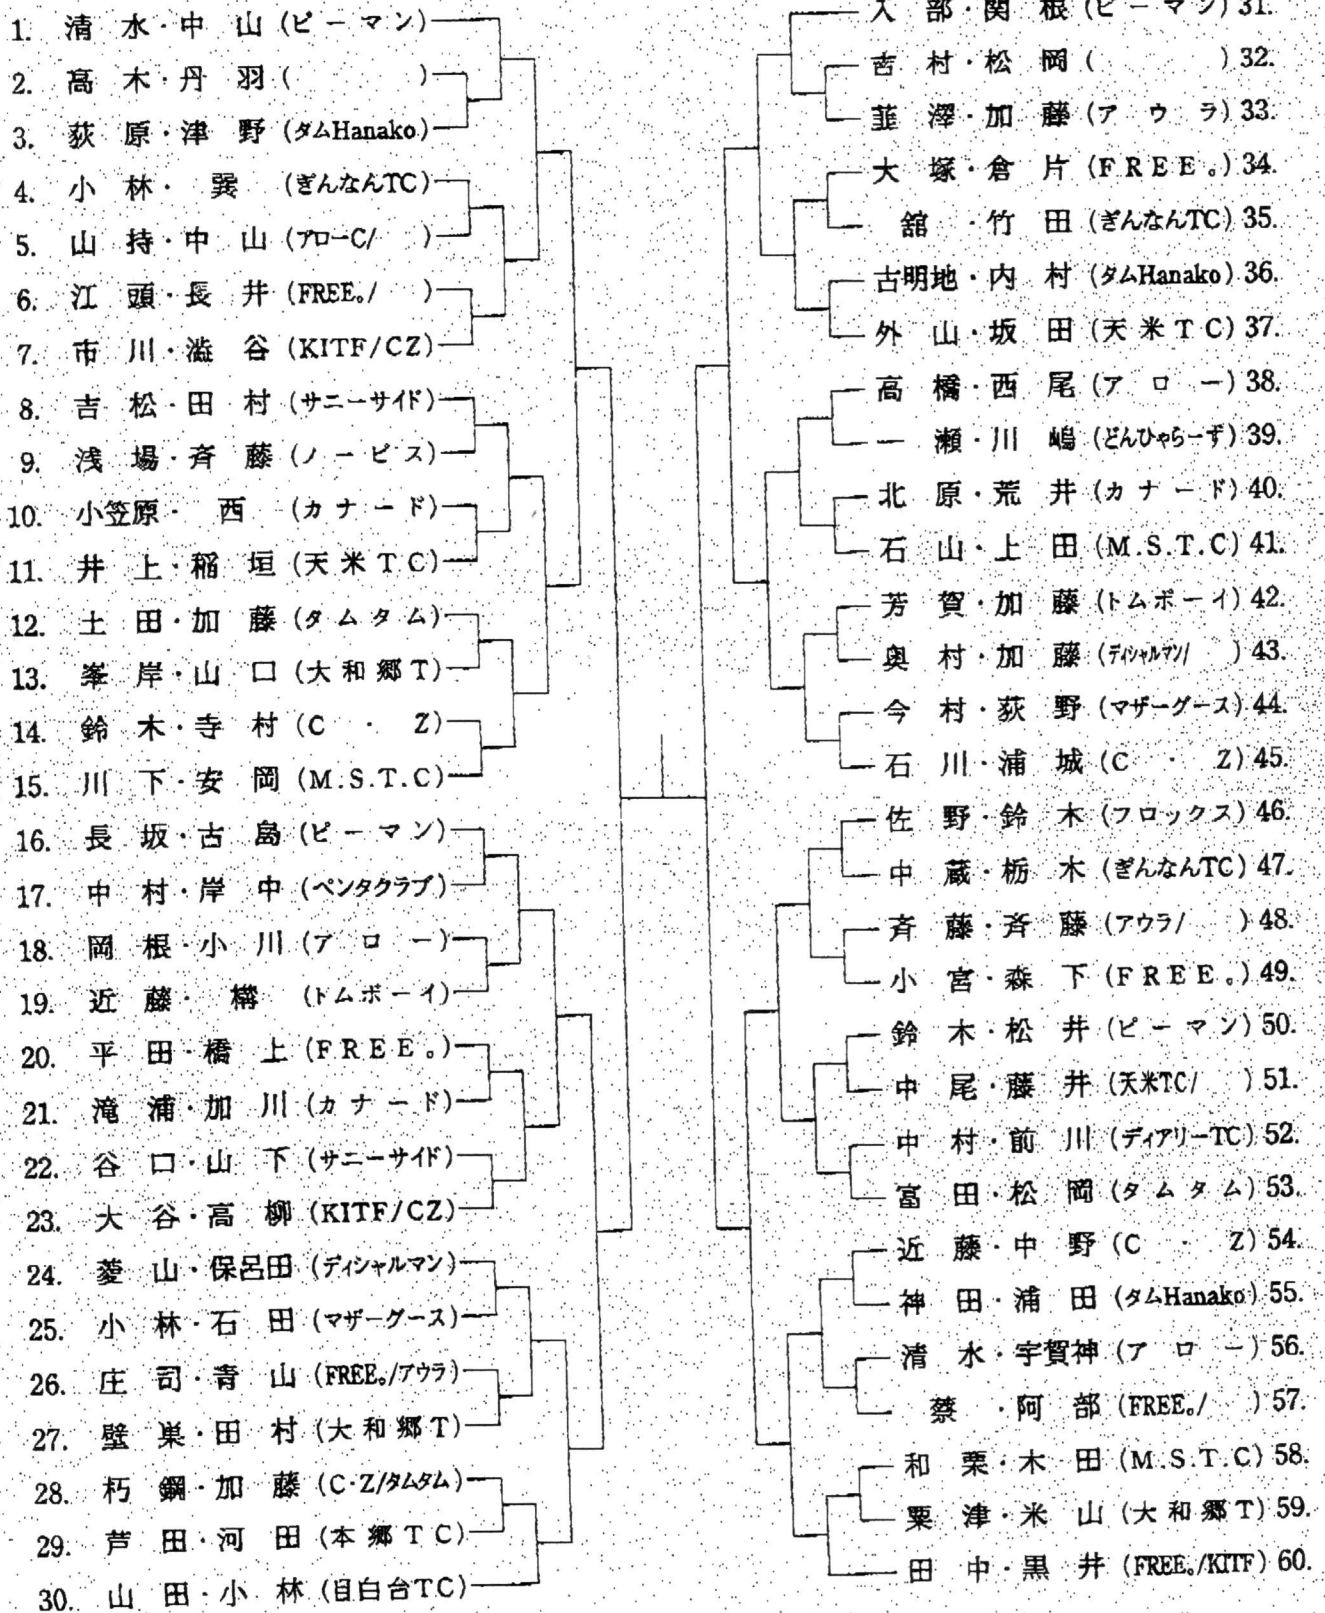 1. 清水・中山 (ピーマン)
2. 高木・丹羽 (　　)
3. 荻原・津野 (タムHanako)
4. 小林・巽 (ぎんなんTC)
5. 山持・中山 (アローC/　)
6. 江頭・長井 (FREE。/　)
7. 市川・澁谷 (KITF/CZ)
8. 吉松・田村 (サニーサイド)
9. 浅場・斉藤 (ノービス)
10. 小笠原・西 (カナード)
11. 井上・稲垣 (天米TC)
12. 土田・加藤 (タムタム)
13. 峯岸・山口 (大和郷T)
14. 鈴木・寺村 (C・Z)
15. 川下・安岡 (M.S.T.C)
16. 長坂・古島 (ピーマン)
17. 中村・岸中 (ペンタクラブ)
18. 岡根・小川 (アロー)
19. 近藤・構 (トムボーイ)
20. 平田・橋上 (FREE。)
21. 滝浦・加川 (カナード)
22. 谷口・山下 (サニーサイド)
23. 大谷・高柳 (KITF/CZ)
24. 菱山・保呂田 (ディシャルマン)
25. 小林・石田 (マザーグース)
26. 庄司・青山 (FREE。/アウラ)
27. 壁巣・田村 (大和郷T)
28. 朽網・加藤 (C・Z/タムタム)
29. 芦田・河田 (本郷TC)
30. 山田・小林 (目白台TC)
入部・関根 (ピーマン) 31.
吉村・松岡 (　　) 32.
韮澤・加藤 (アウラ) 33.
大塚・倉片 (FREE。) 34.
舘・竹田 (ぎんなんTC) 35.
古明地・内村 (タムHanako) 36.
外山・坂田 (天米TC) 37.
高橋・西尾 (アロー) 38.
一瀬・川嶋 (どんひゃらーず) 39.
北原・荒井 (カナード) 40.
石山・上田 (M.S.T.C) 41.
芳賀・加藤 (トムボーイ) 42.
奥村・加藤 (ディシャルマン/　) 43.
今村・荻野 (マザーグース) 44.
石川・浦城 (C・Z) 45.
佐野・鈴木 (フロックス) 46.
中蔵・栃木 (ぎんなんTC) 47.
斉藤・斉藤 (アウラ/　) 48.
小宮・森下 (FREE。) 49.
鈴木・松井 (ピーマン) 50.
中尾・藤井 (天米TC/　) 51.
中村・前川 (ディアリーTC) 52.
富田・松岡 (タムタム) 53.
近藤・中野 (C・Z) 54.
神田・浦田 (タムHanako) 55.
清水・宇賀神 (アロー) 56.
蔡・阿部 (FREE。/　) 57.
和栗・木田 (M.S.T.C) 58.
粟津・米山 (大和郷T) 59.
田中・黒井 (FREE。/KITF) 60.